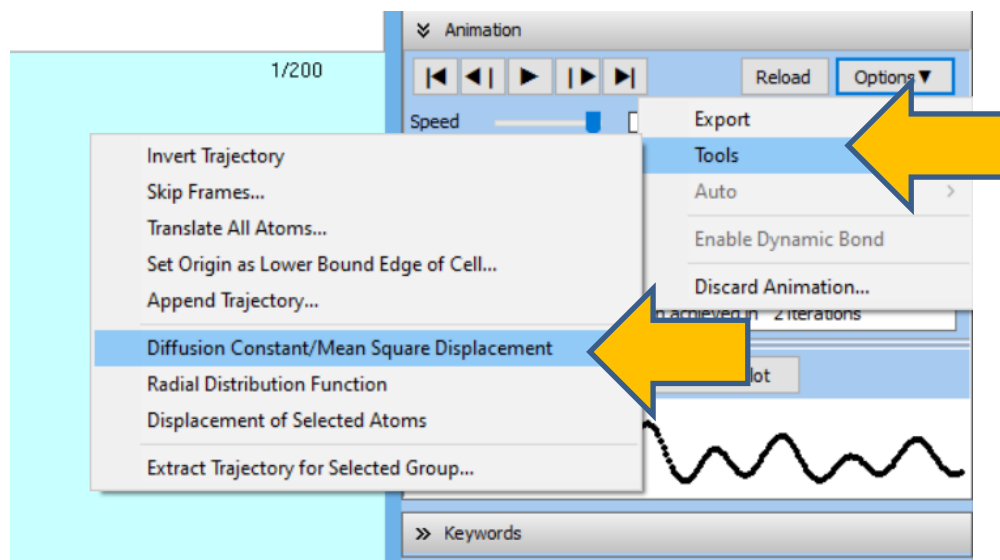 Animation
1/200
Reload
Options▼
Speed
Export
Tools
Auto
Enable Dynamic Bond
Discard Animation...
Invert Trajectory
Skip Frames...
Translate All Atoms...
Set Origin as Lower Bound Edge of Cell...
Append Trajectory...
Diffusion Constant/Mean Square Displacement
Radial Distribution Function
Displacement of Selected Atoms
Extract Trajectory for Selected Group...
achieved in 2 iterations
Keywords